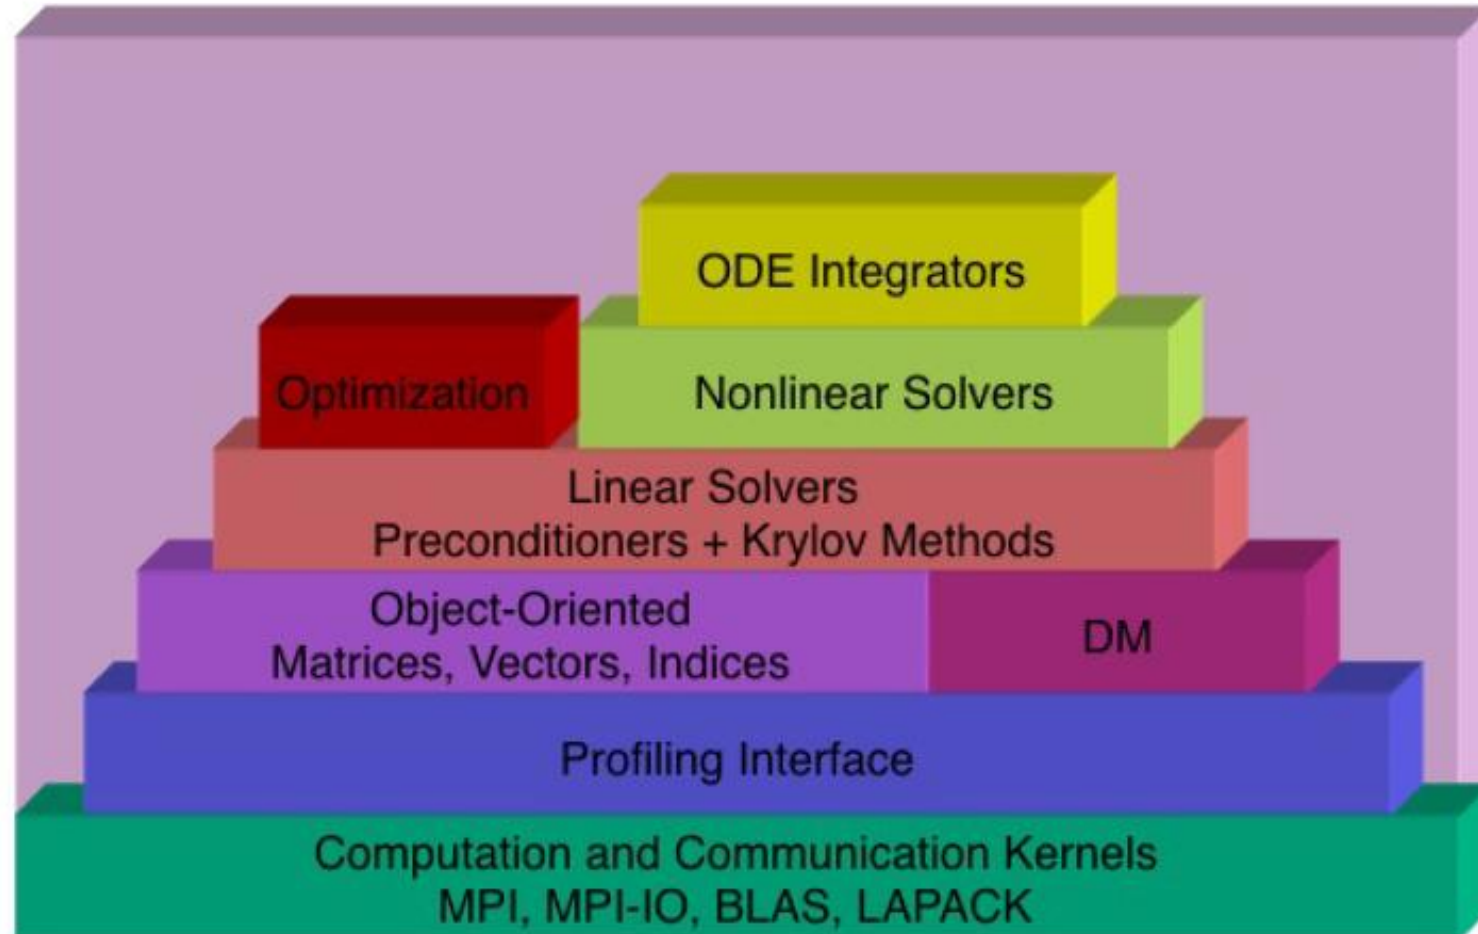 ODE Integrators
Optimization
Nonlinear Solvers
Linear Solvers
Preconditioners + Krylov Methods
Object-Oriented
Matrices, Vectors, Indices
DM
Profiling Interface
Computation and Communication Kernels
MPI, MPI-IO, BLAS, LAPACK